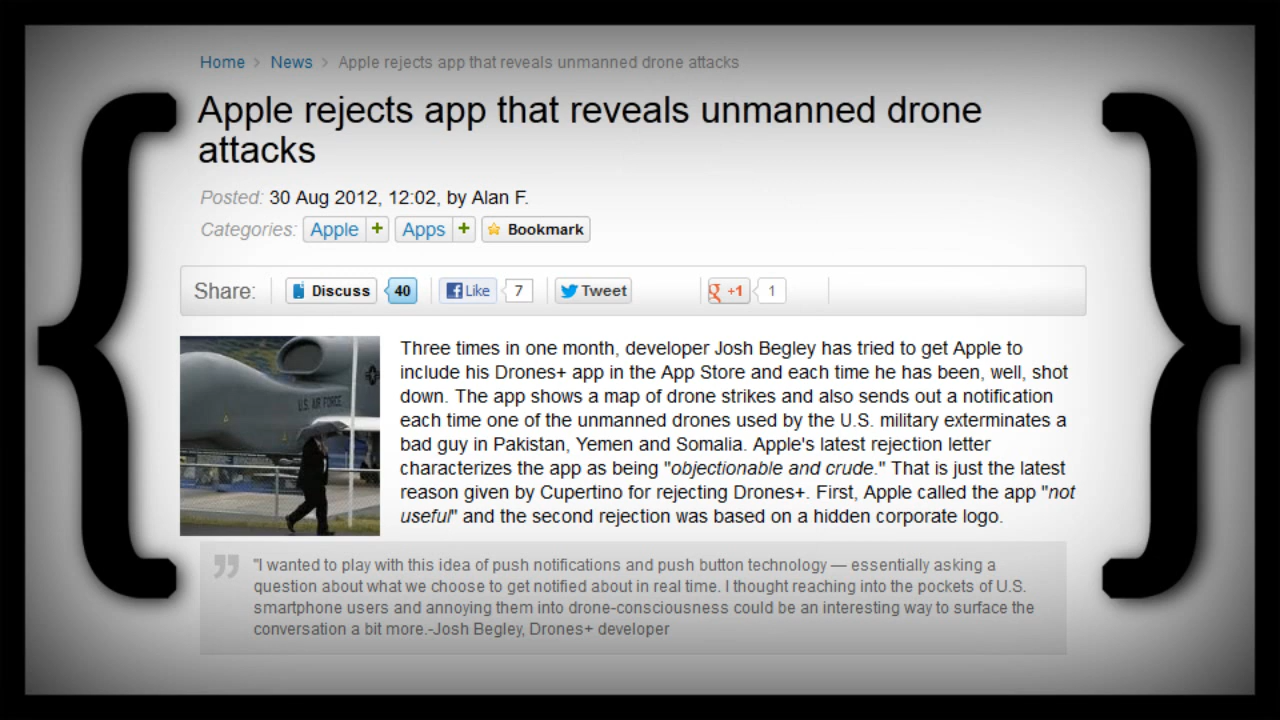 Home > News > Apple rejects app that reveals unmanned drone attacks
Apple rejects app that reveals unmanned drone
attacks
Posted: 30 Aug 2012, 12:02, by Alan F.
Categories: Apple + Apps + Bookmark
Share: Discuss 40 Like 7 Tweet g +1 1
U.S. AIR FORCE
Three times in one month, developer Josh Begley has tried to get Apple to
include his Drones+ app in the App Store and each time he has been, well, shot
down. The app shows a map of drone strikes and also sends out a notification
each time one of the unmanned drones used by the U.S. military exterminates a
bad guy in Pakistan, Yemen and Somalia. Apple's latest rejection letter
characterizes the app as being "objectionable and crude." That is just the latest
reason given by Cupertino for rejecting Drones+. First, Apple called the app "not
useful" and the second rejection was based on a hidden corporate logo.
"I wanted to play with this idea of push notifications and push button technology — essentially asking a
question about what we choose to get notified about in real time. I thought reaching into the pockets of U.S.
smartphone users and annoying them into drone-consciousness could be an interesting way to surface the
conversation a bit more.-Josh Begley, Drones+ developer